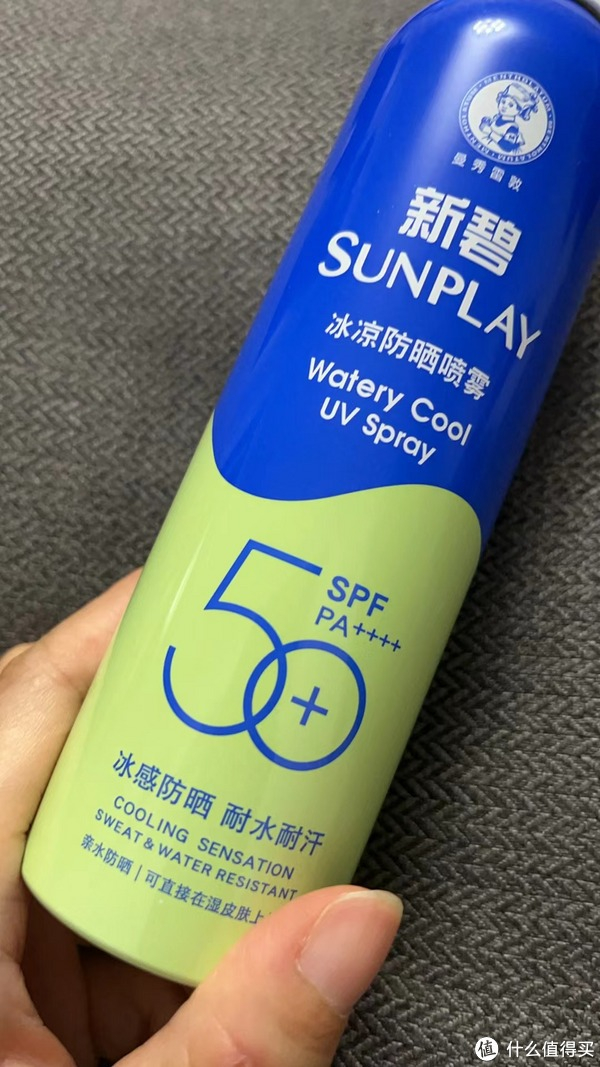 MENTHOLATUM · MENTHOLATUM
曼秀雷敦
新碧
SUNPLAY
冰凉防晒喷雾
Watery Cool
UV Spray
50+
SPF
PA++++
冰感防晒 耐水耐汗
COOLING SENSATION
SWEAT & WATER RESISTANT
亲水防晒 | 可直接在湿皮肤上
值 什么值得买